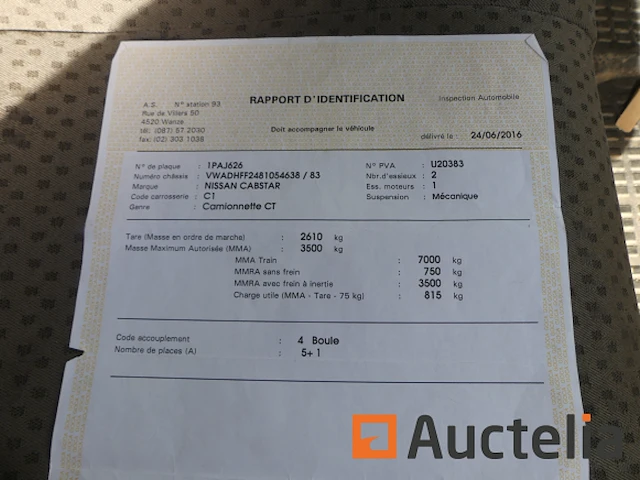 A.S. N° station 93
Rue de Villers 50
4520 Wanze
tél: (087) 57 2030
fax: (02) 303 1038
RAPPORT D'IDENTIFICATION
Inspection Automobile
Doit accompagner le véhicule
délivré le : 24/06/2016
N° de plaque : 1PAJ626
N° PVA : U20383
Numéro châssis : VWADHFF2481054638 / 83
Nbr.d'essieux : 2
Marque : NISSAN CABSTAR
Ess. moteurs : 1
Code carrosserie : C1
Suspension : Mécanique
Genre : Camionnette CT
Tare (Masse en ordre de marche) : 2610 kg
Masse Maximum Autorisée (MMA) : 3500 kg
MMA Train : 7000 kg
MMRA sans frein : 750 kg
MMRA avec frein à inertie : 3500 kg
Charge utile (MMA - Tare - 75 kg) : 815 kg
Code accouplement : 4 Boule
Nombre de places (A) : 5+1
Aucteli